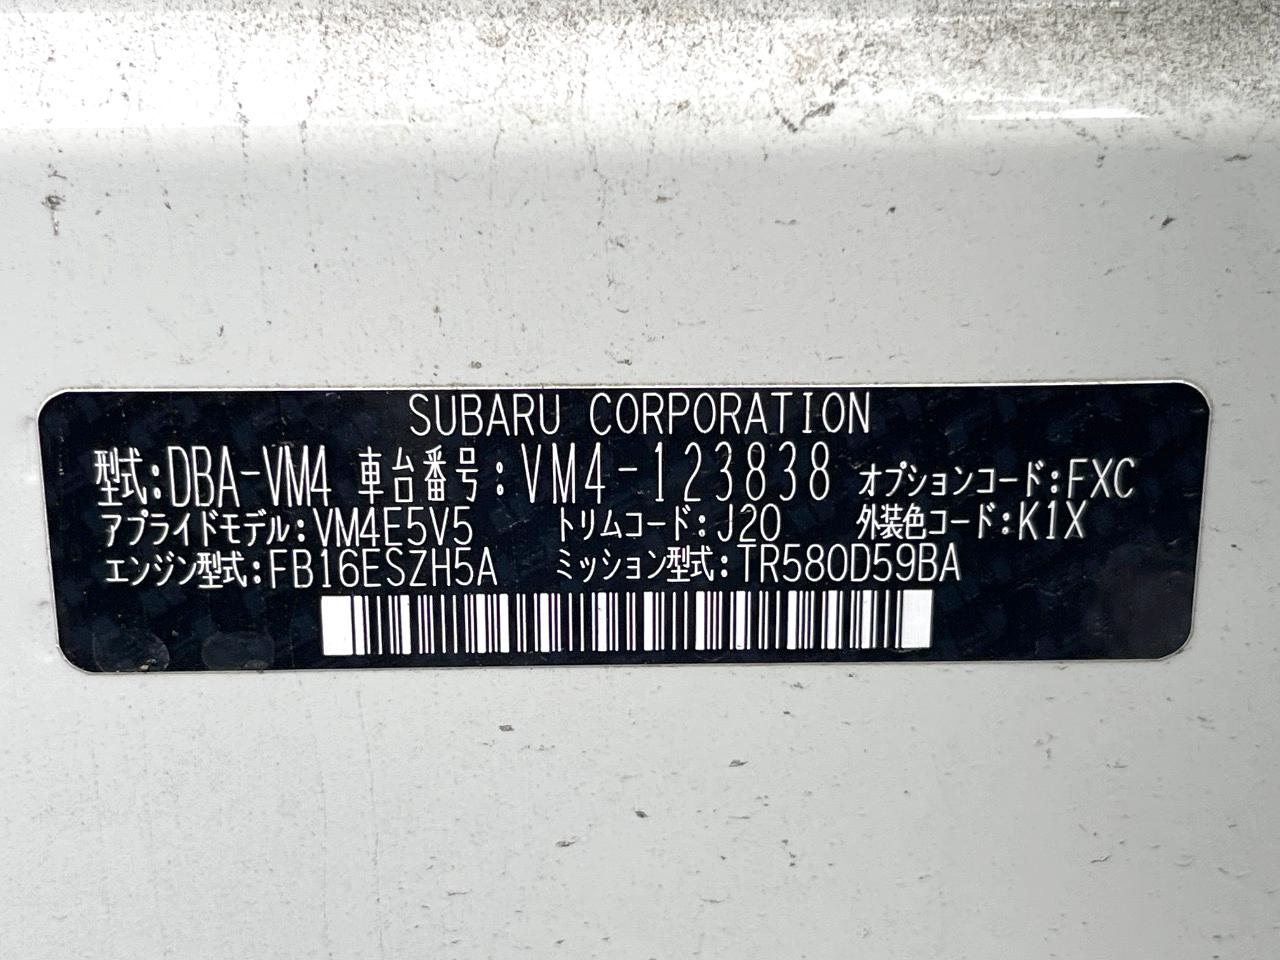 SUBARU CORPORATION
型式:DBA-VM4 車台番号:VM4-123838 オプションコード:FXC
アプライドモデル:VM4E5V5 トリムコード:J20 外装色コード:K1X
エンジン型式:FB16ESZH5A ミッション型式:TR580D59BA